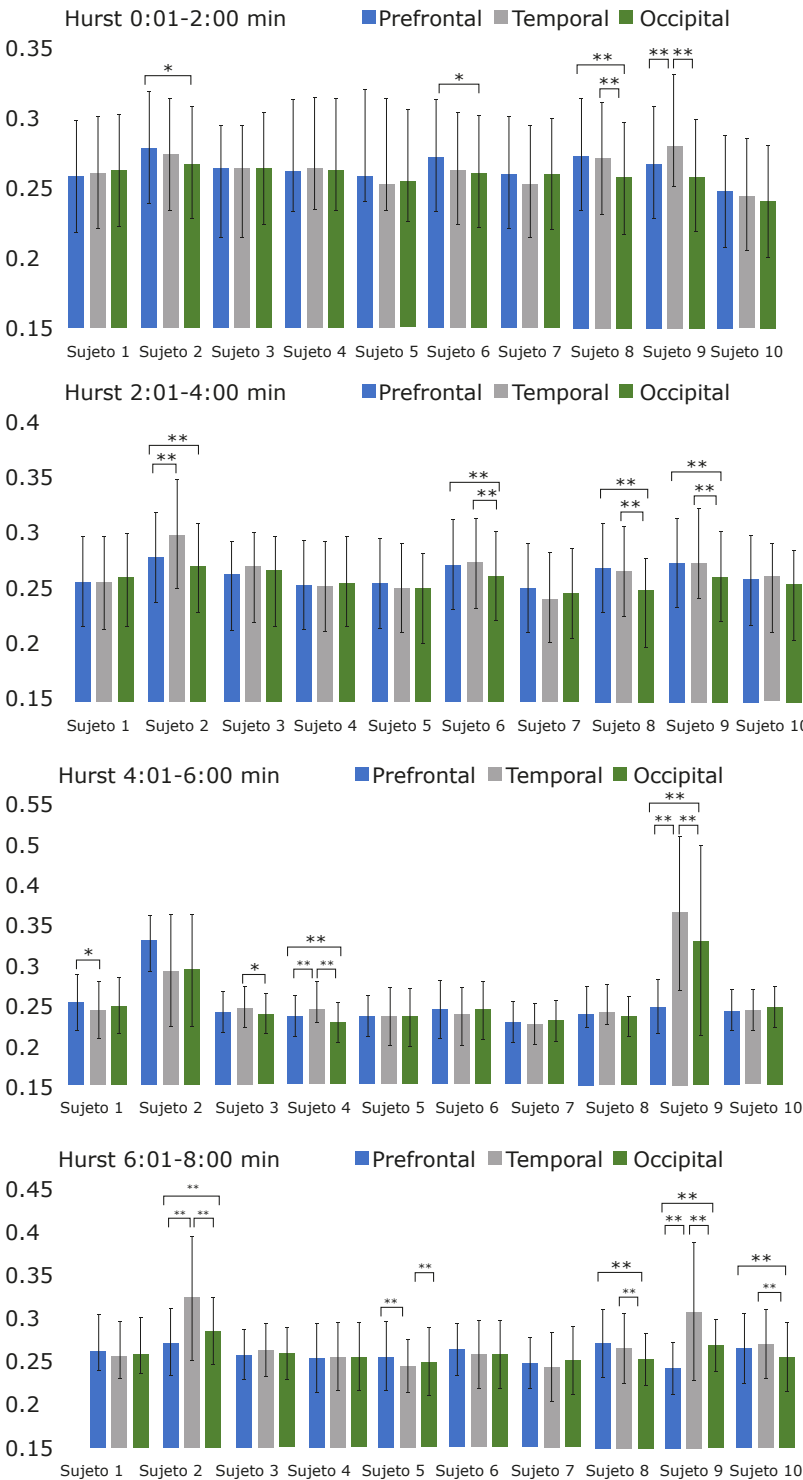 Hurst 0:01-2:00 min Prefrontal Temporal Occipital
0.35
* * ** ** ** **
0.3
0.25
0.2
0.15
Sujeto 1 Sujeto 2 Sujeto 3 Sujeto 4 Sujeto 5 Sujeto 6 Sujeto 7 Sujeto 8 Sujeto 9 Sujeto 10
Hurst 2:01-4:00 min Prefrontal Temporal Occipital
0.4
** ** ** **
0.35
** ** ** **
0.3
0.25
0.2
0.15
Sujeto 1 Sujeto 2 Sujeto 3 Sujeto 4 Sujeto 5 Sujeto 6 Sujeto 7 Sujeto 8 Sujeto 9 Sujeto 10
Hurst 4:01-6:00 min Prefrontal Temporal Occipital
0.55
**
** **
0.5
0.45
0.4
0.35
* * **
** **
0.3
0.25
0.2
0.15
Sujeto 1 Sujeto 2 Sujeto 3 Sujeto 4 Sujeto 5 Sujeto 6 Sujeto 7 Sujeto 8 Sujeto 9 Sujeto 10
Hurst 6:01-8:00 min Prefrontal Temporal Occipital
0.45
** **
** ** ** **
0.4
** ** ** **
0.35
** **
0.3
0.25
0.2
0.15
Sujeto 1 Sujeto 2 Sujeto 3 Sujeto 4 Sujeto 5 Sujeto 6 Sujeto 7 Sujeto 8 Sujeto 9 Sujeto 10